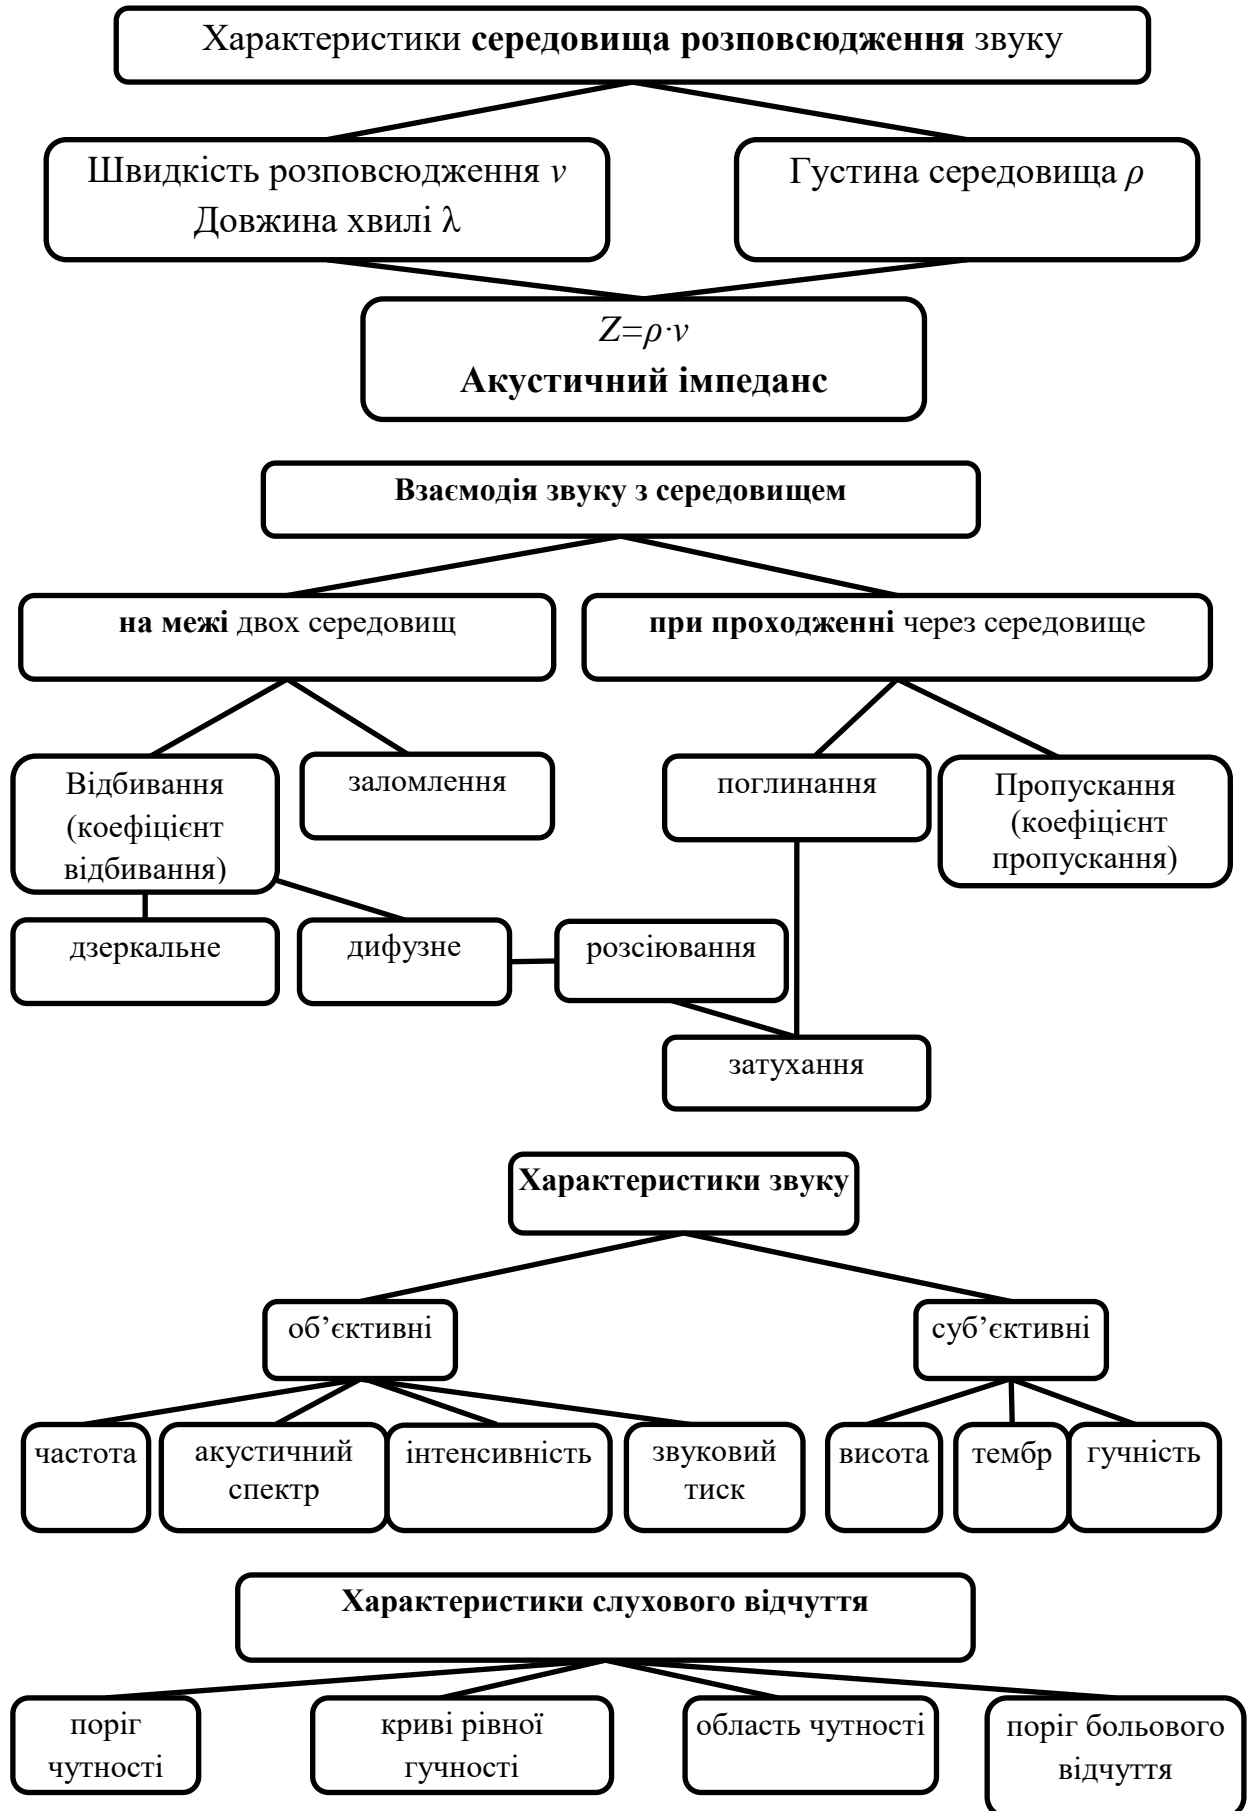 Характеристики середовища розповсюдження звуку
Швидкість розповсюдження v
Довжина хвилі λ
Густина середовища ρ
Z=ρ·v
Акустичний імпеданс
Взаємодія звуку з середовищем
на межі двох середовищ
при проходженні через середовище
Відбивання
(коефіцієнт
відбивання)
заломлення
поглинання
Пропускання
(коефіцієнт
пропускання)
дзеркальне
дифузне
розсіювання
затухання
Характеристики звуку
об’єктивні
суб’єктивні
частота
акустичний
спектр
інтенсивність
звуковий
тиск
висота
тембр
гучність
Характеристики слухового відчуття
поріг
чутності
криві рівної
гучності
область чутності
поріг больового
відчуття